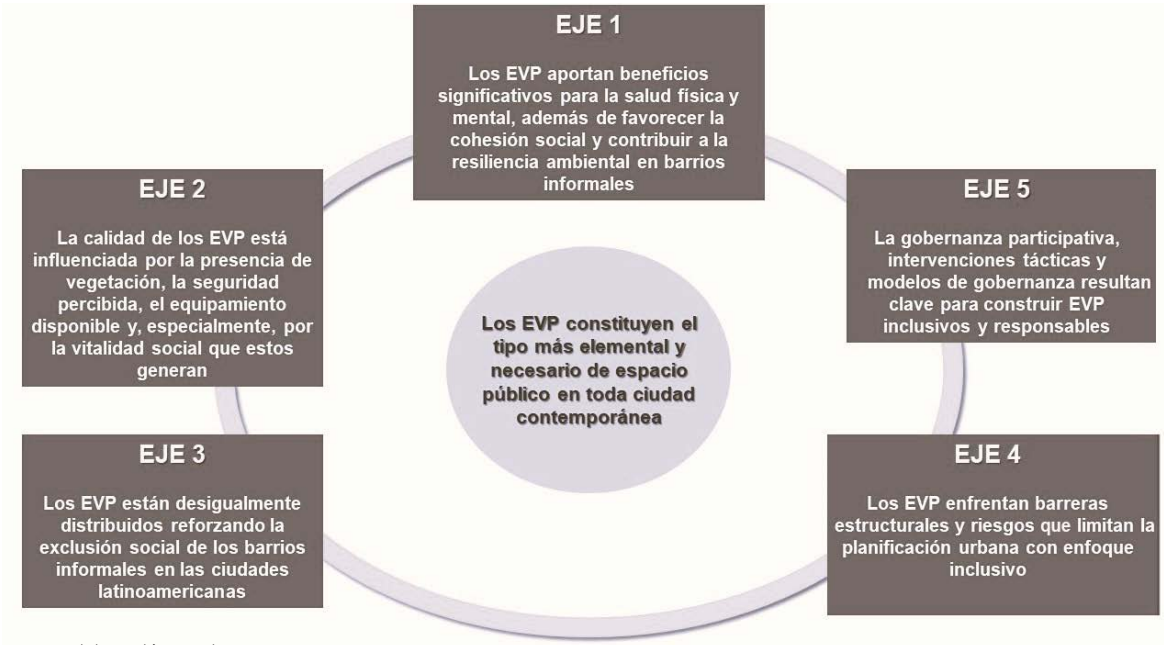 EJE 1
Los EVP aportan beneficios
significativos para la salud física y
mental, además de favorecer la
cohesión social y contribuir a la
resiliencia ambiental en barrios
informales
EJE 2
La calidad de los EVP está
influenciada por la presencia de
vegetación, la seguridad
percibida, el equipamiento
disponible y, especialmente, por
la vitalidad social que estos
generan
EJE 3
Los EVP están desigualmente
distribuidos reforzando la
exclusión social de los barrios
informales en las ciudades
latinoamericanas
EJE 4
Los EVP enfrentan barreras
estructurales y riesgos que limitan la
planificación urbana con enfoque
inclusivo
EJE 5
La gobernanza participativa,
intervenciones tácticas y
modelos de gobernanza resultan
clave para construir EVP
inclusivos y responsables
Los EVP constituyen el
tipo más elemental y
necesario de espacio
público en toda ciudad
contemporánea